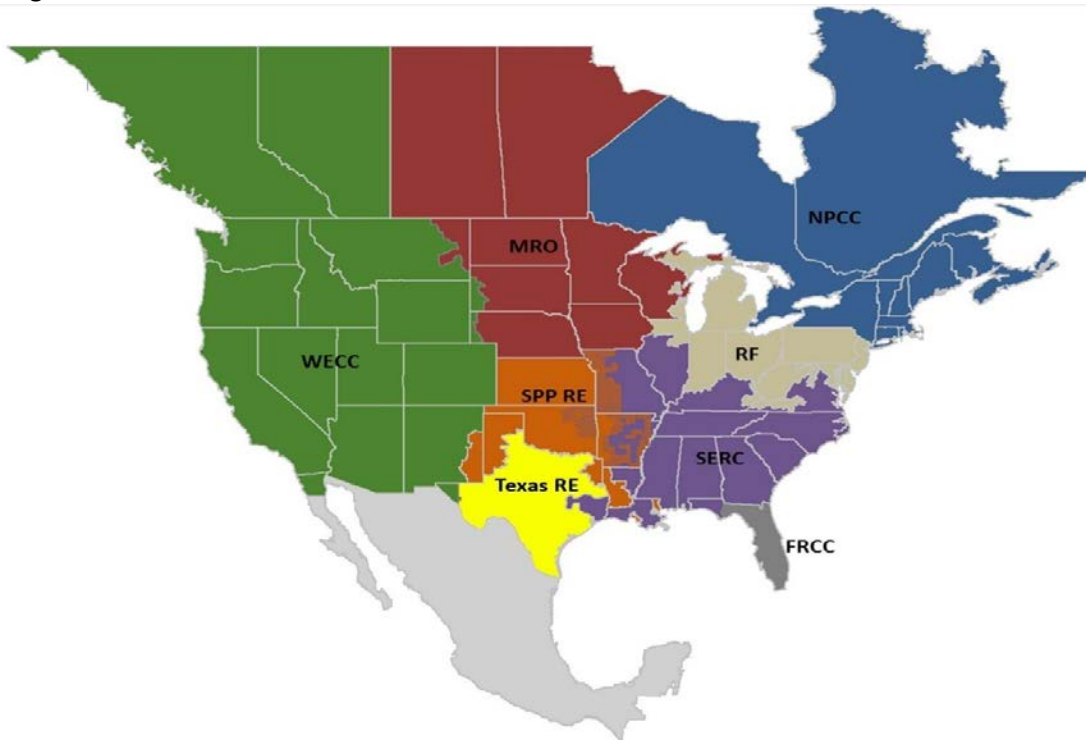 NPCC
MRO
RF
WECC
SPP RE
SERC
Texas RE
FRCC